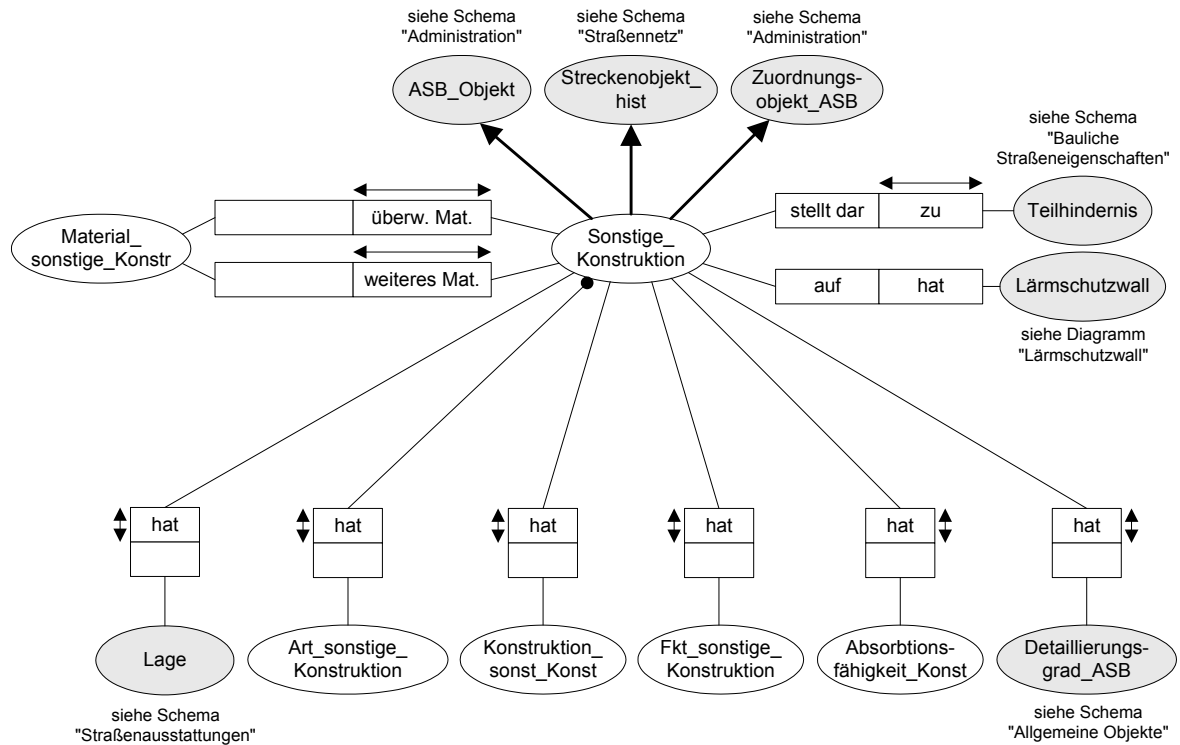 siehe Schema
"Administration"
siehe Schema
"Straßennetz"
siehe Schema
"Administration"
ASB_Objekt
Streckenobjekt_
hist
Zuordnungs-
objekt_ASB
siehe Schema
"Bauliche
Straßeneigenschaften"
Material_
sonstige_Konstr
überw. Mat.
weiteres Mat.
Sonstige_
Konstruktion
stellt dar
zu
Teilhindernis
auf
hat
Lärmschutzwall
siehe Diagramm
"Lärmschutzwall"
hat
hat
hat
hat
hat
hat
Lage
Art_sonstige_
Konstruktion
Konstruktion_
sonst_Konst
Fkt_sonstige_
Konstruktion
Absorbtions-
fähigkeit_Konst
Detaillierungs-
grad_ASB
siehe Schema
"Straßenausstattungen"
siehe Schema
"Allgemeine Objekte"